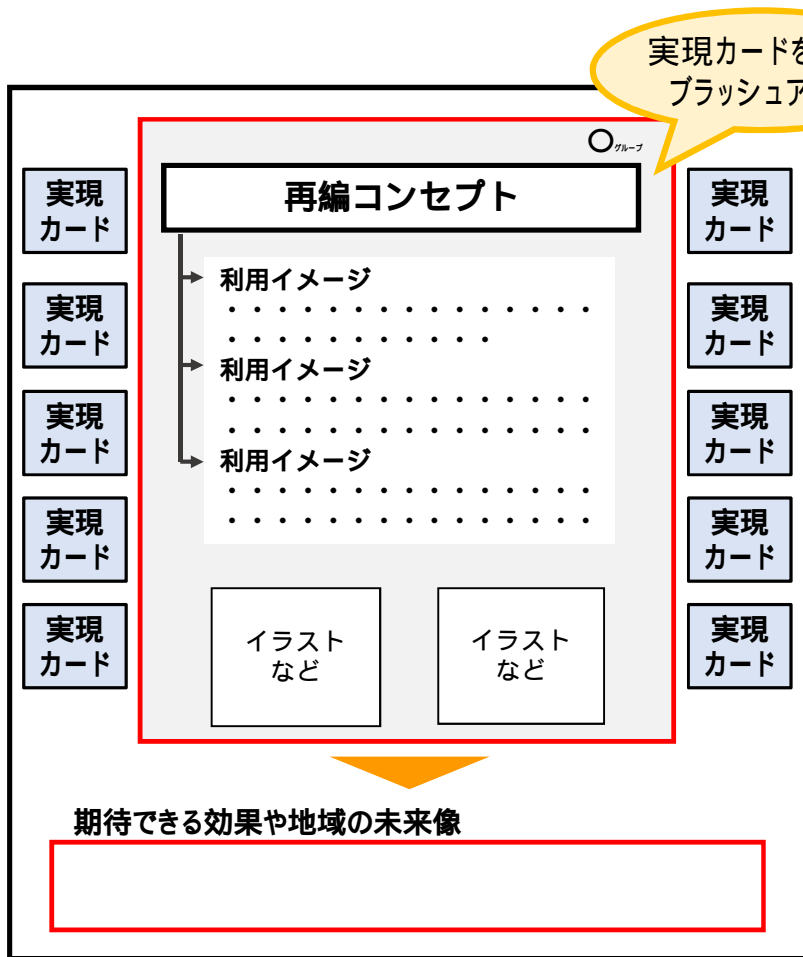 実現カードを
ブラッシュア
〇グループ
再編コンセプト
利用イメージ
・・・・・・・・・・・・・・・
・・・・・・・・・・・
利用イメージ
・・・・・・・・・・・・・・・
・・・・・・・・・・・・・・・
利用イメージ
・・・・・・・・・・・・・・・
・・・・・・・・・・・・・・・
イラスト
など
イラスト
など
実現
カード
実現
カード
実現
カード
実現
カード
実現
カード
実現
カード
実現
カード
実現
カード
実現
カード
実現
カード
期待できる効果や地域の未来像